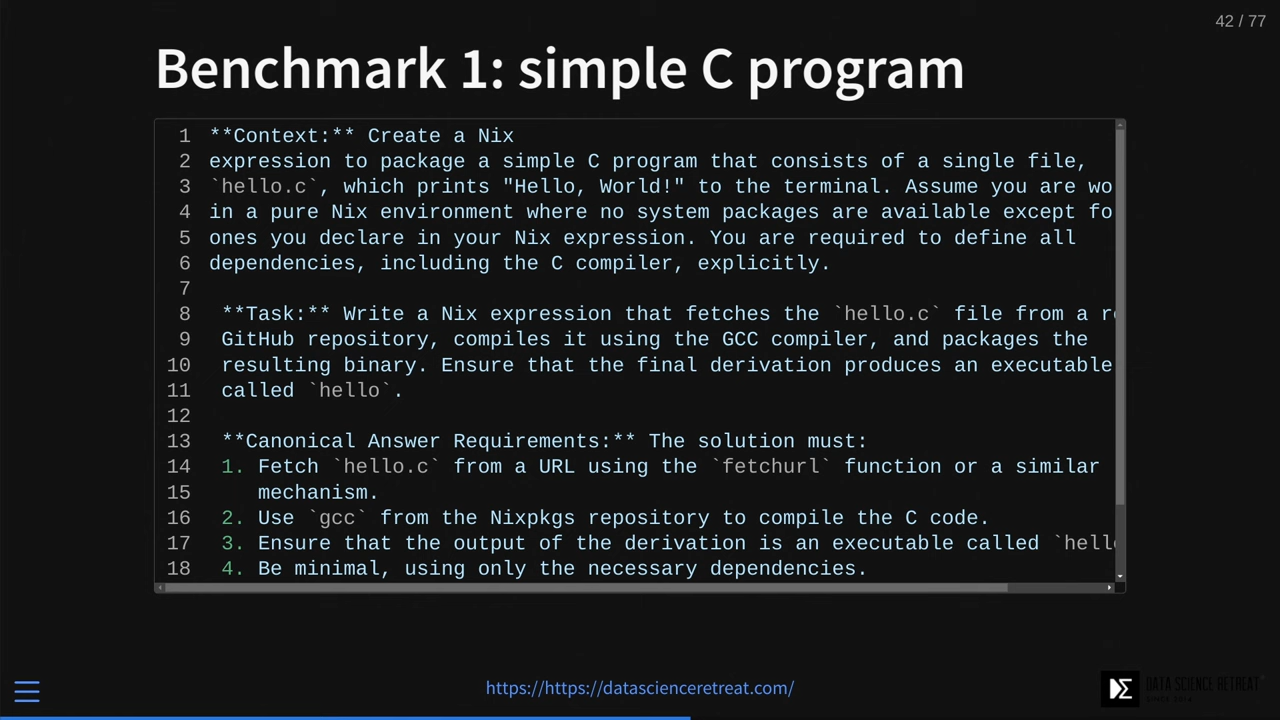 42 / 77
Benchmark 1: simple C program
1 **Context:** Create a Nix
2 expression to package a simple C program that consists of a single file,
3 `hello.c`, which prints "Hello, World!" to the terminal. Assume you are wo
4 in a pure Nix environment where no system packages are available except fo
5 ones you declare in your Nix expression. You are required to define all
6 dependencies, including the C compiler, explicitly.
7
8 **Task:** Write a Nix expression that fetches the `hello.c` file from a r
9 GitHub repository, compiles it using the GCC compiler, and packages the
10 resulting binary. Ensure that the final derivation produces an executable
11 called `hello`.
12
13 **Canonical Answer Requirements:** The solution must:
14 1. Fetch `hello.c` from a URL using the `fetchurl` function or a similar
15 mechanism.
16 2. Use `gcc` from the Nixpkgs repository to compile the C code.
17 3. Ensure that the output of the derivation is an executable called `hell
18 4. Be minimal, using only the necessary dependencies.
https://https://datascienceretreat.com/
DATA SCIENCE RETREAT